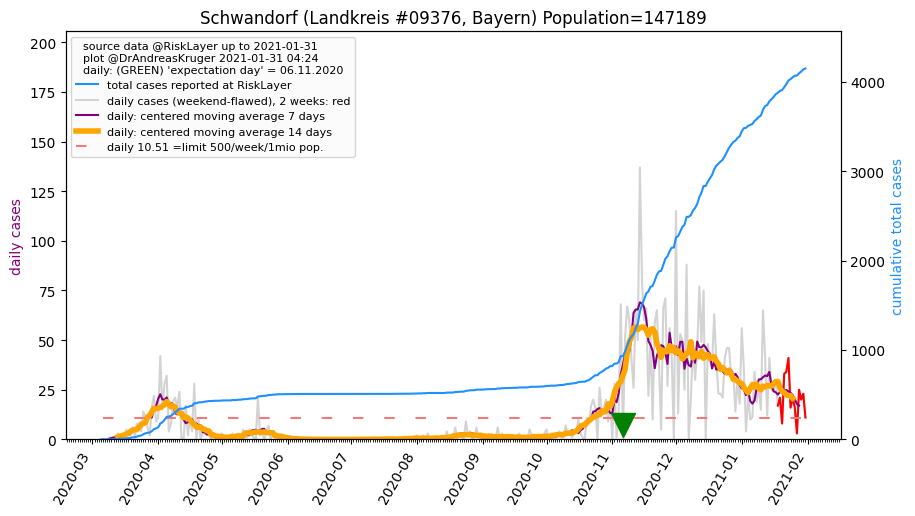 Schwandorf (Landkreis #09376, Bayern) Population=147189
source data @RiskLayer up to 2021-01-31
plot @DrAndreasKruger 2021-01-31 04:24
daily: (GREEN) 'expectation day' = 06.11.2020
total cases reported at RiskLayer
daily cases (weekend-flawed), 2 weeks: red
daily: centered moving average 7 days
daily: centered moving average 14 days
daily 10.51 =limit 500/week/1mio pop.
daily cases
200
175
150
125
100
75
50
25
0
cumulative total cases
4000
3000
2000
1000
0
2020-03
2020-04
2020-05
2020-06
2020-07
2020-08
2020-09
2020-10
2020-11
2020-12
2021-01
2021-02